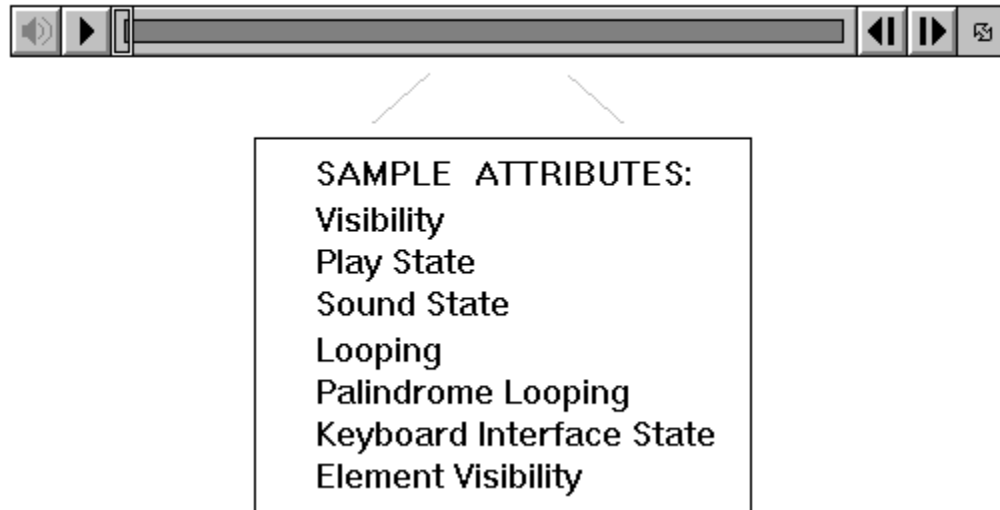 SAMPLE ATTRIBUTES:
Visibility
Play State
Sound State
Looping
Palindrome Looping
Keyboard Interface State
Element Visibility